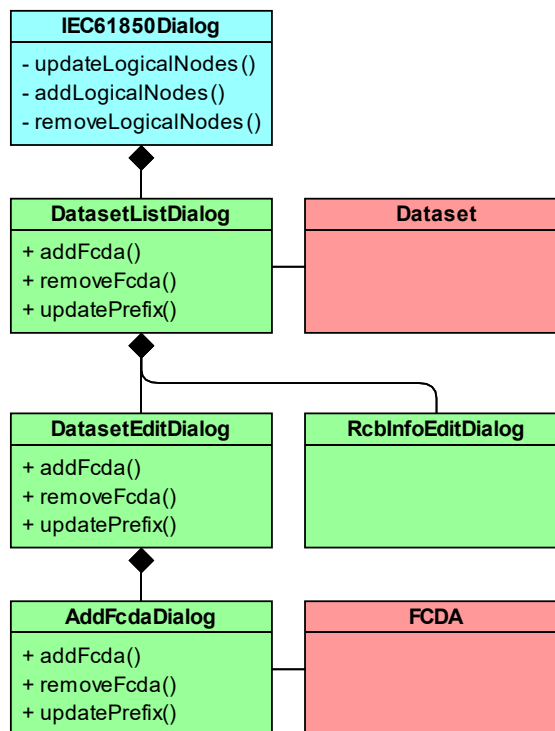 IEC61850Dialog
- updateLogicalNodes()
- addLogicalNodes()
- removeLogicalNodes()
DatasetListDialog
+ addFcda()
+ removeFcda()
+ updatePrefix()
Dataset
DatasetEditDialog
+ addFcda()
+ removeFcda()
+ updatePrefix()
RcbInfoEditDialog
AddFcdaDialog
+ addFcda()
+ removeFcda()
+ updatePrefix()
FCDA